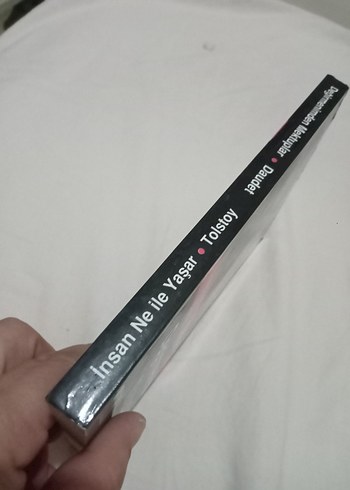 İnsan Ne ile Yaşar • Tolstoy
Değirmenimden Mektuplar • Daudet